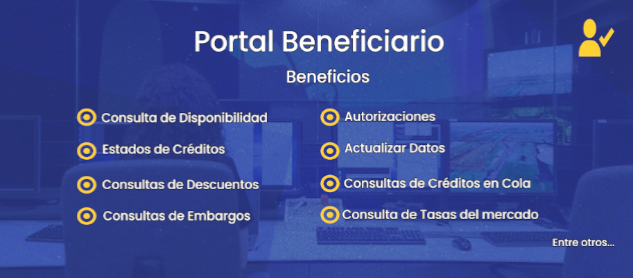 Portal Beneficiario
Beneficios
Consulta de Disponibilidad
Estados de Créditos
Consultas de Descuentos
Consultas de Embargos
Autorizaciones
Actualizar Datos
Consultas de Créditos en Cola
Consulta de Tasas del mercado
Entre otros...